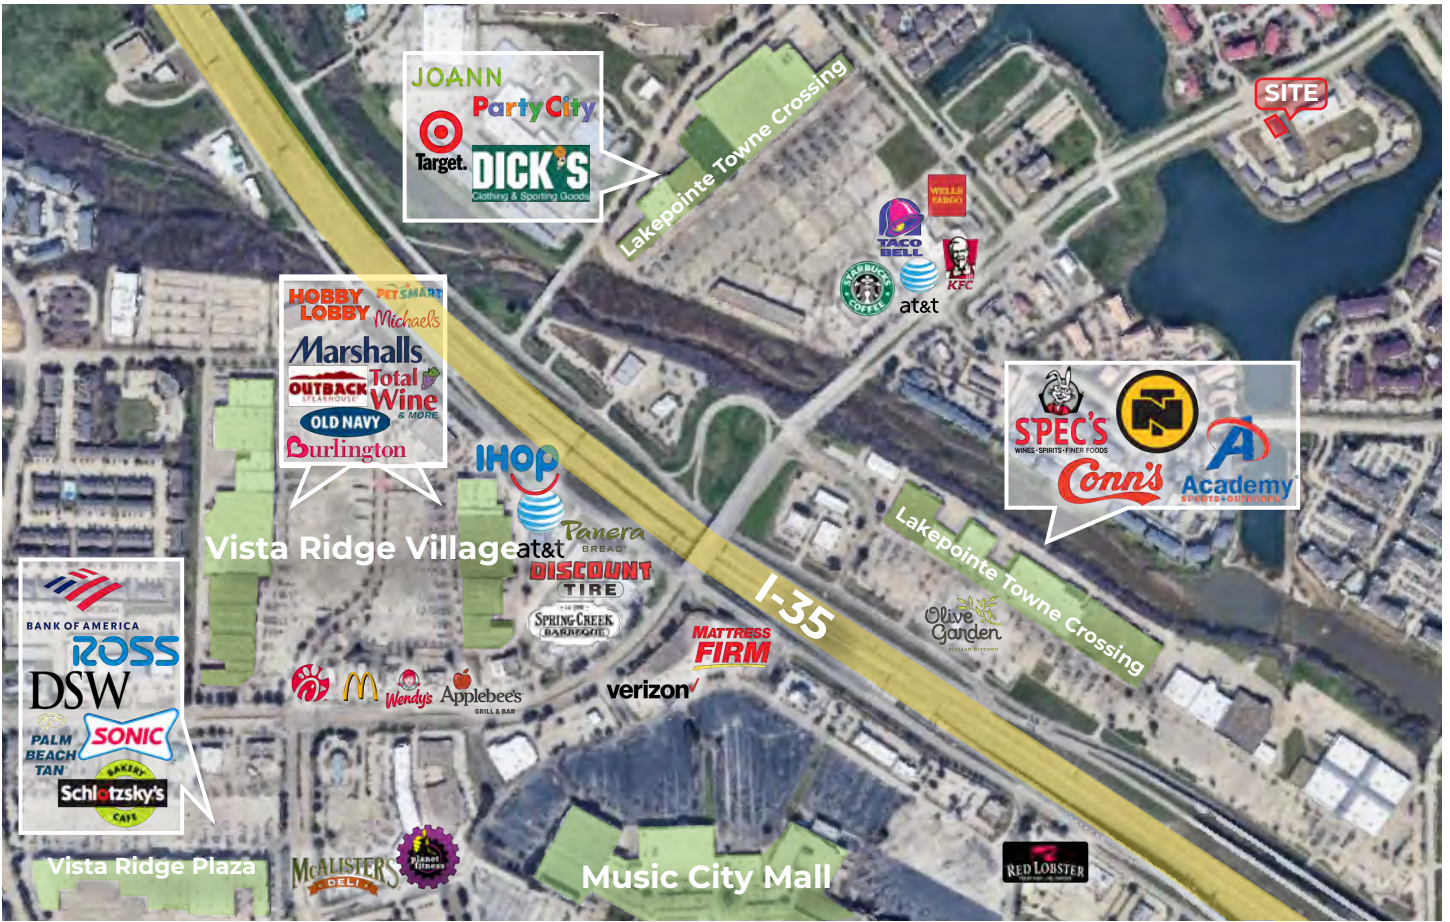 JOANN
Party City
Target.
DICK'S
Clothing & Sporting Goods
Lakepointe Towne Crossing
SITE
WELLS
FARGO
TACO
BELL
KFC
STARBUCKS
COFFEE
at&t
HOBBY
LOBBY
PETSMART
Michaels
Marshalls
OUTBACK
STEAKHOUSE
Total
Wine
& MORE
OLD NAVY
Burlington
SPEC'S
WINES • SPIRITS • FINER FOODS
N
Conn's
Academy
SPORTS + OUTDOORS
IHOP
at&t
Panera
BREAD
DISCOUNT
TIRE
SPRING CREEK
BARBEQUE
Vista Ridge Village
Lakepointe Towne Crossing
I-35
Olive
Garden
ITALIAN KITCHEN
BANK OF AMERICA
ROSS
DSW
PALM
BEACH
TAN
SONIC
BAKERY
Schlotzsky's
CAFE
MATTRESS
FIRM
verizon
Wendy's
Applebee's
GRILL & BAR
Vista Ridge Plaza
McALISTER'S
DELI
planet
fitness
Music City Mall
RED LOBSTER